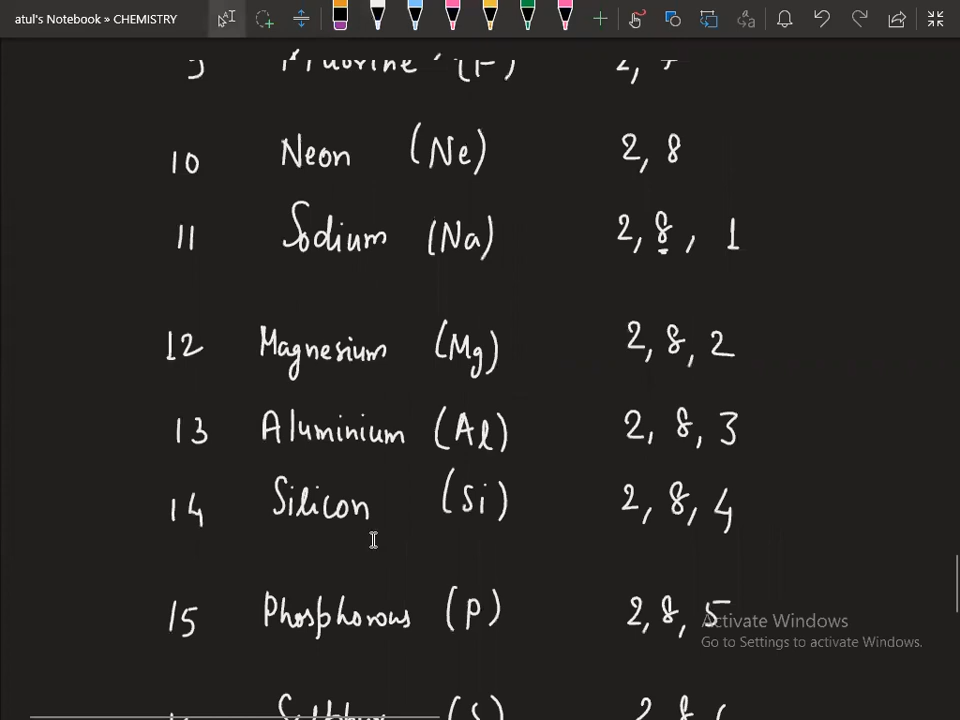 atul's Notebook » CHEMISTRY
10 Neon (Ne) 2, 8
11 Sodium (Na) 2, 8, 1
12 Magnesium (Mg) 2, 8, 2
13 Aluminium (Al) 2, 8, 3
14 Silicon (Si) 2, 8, 4
15 Phosphorous (P) 2, 8, 5
Activate Windows
Go to Settings to activate Windows.